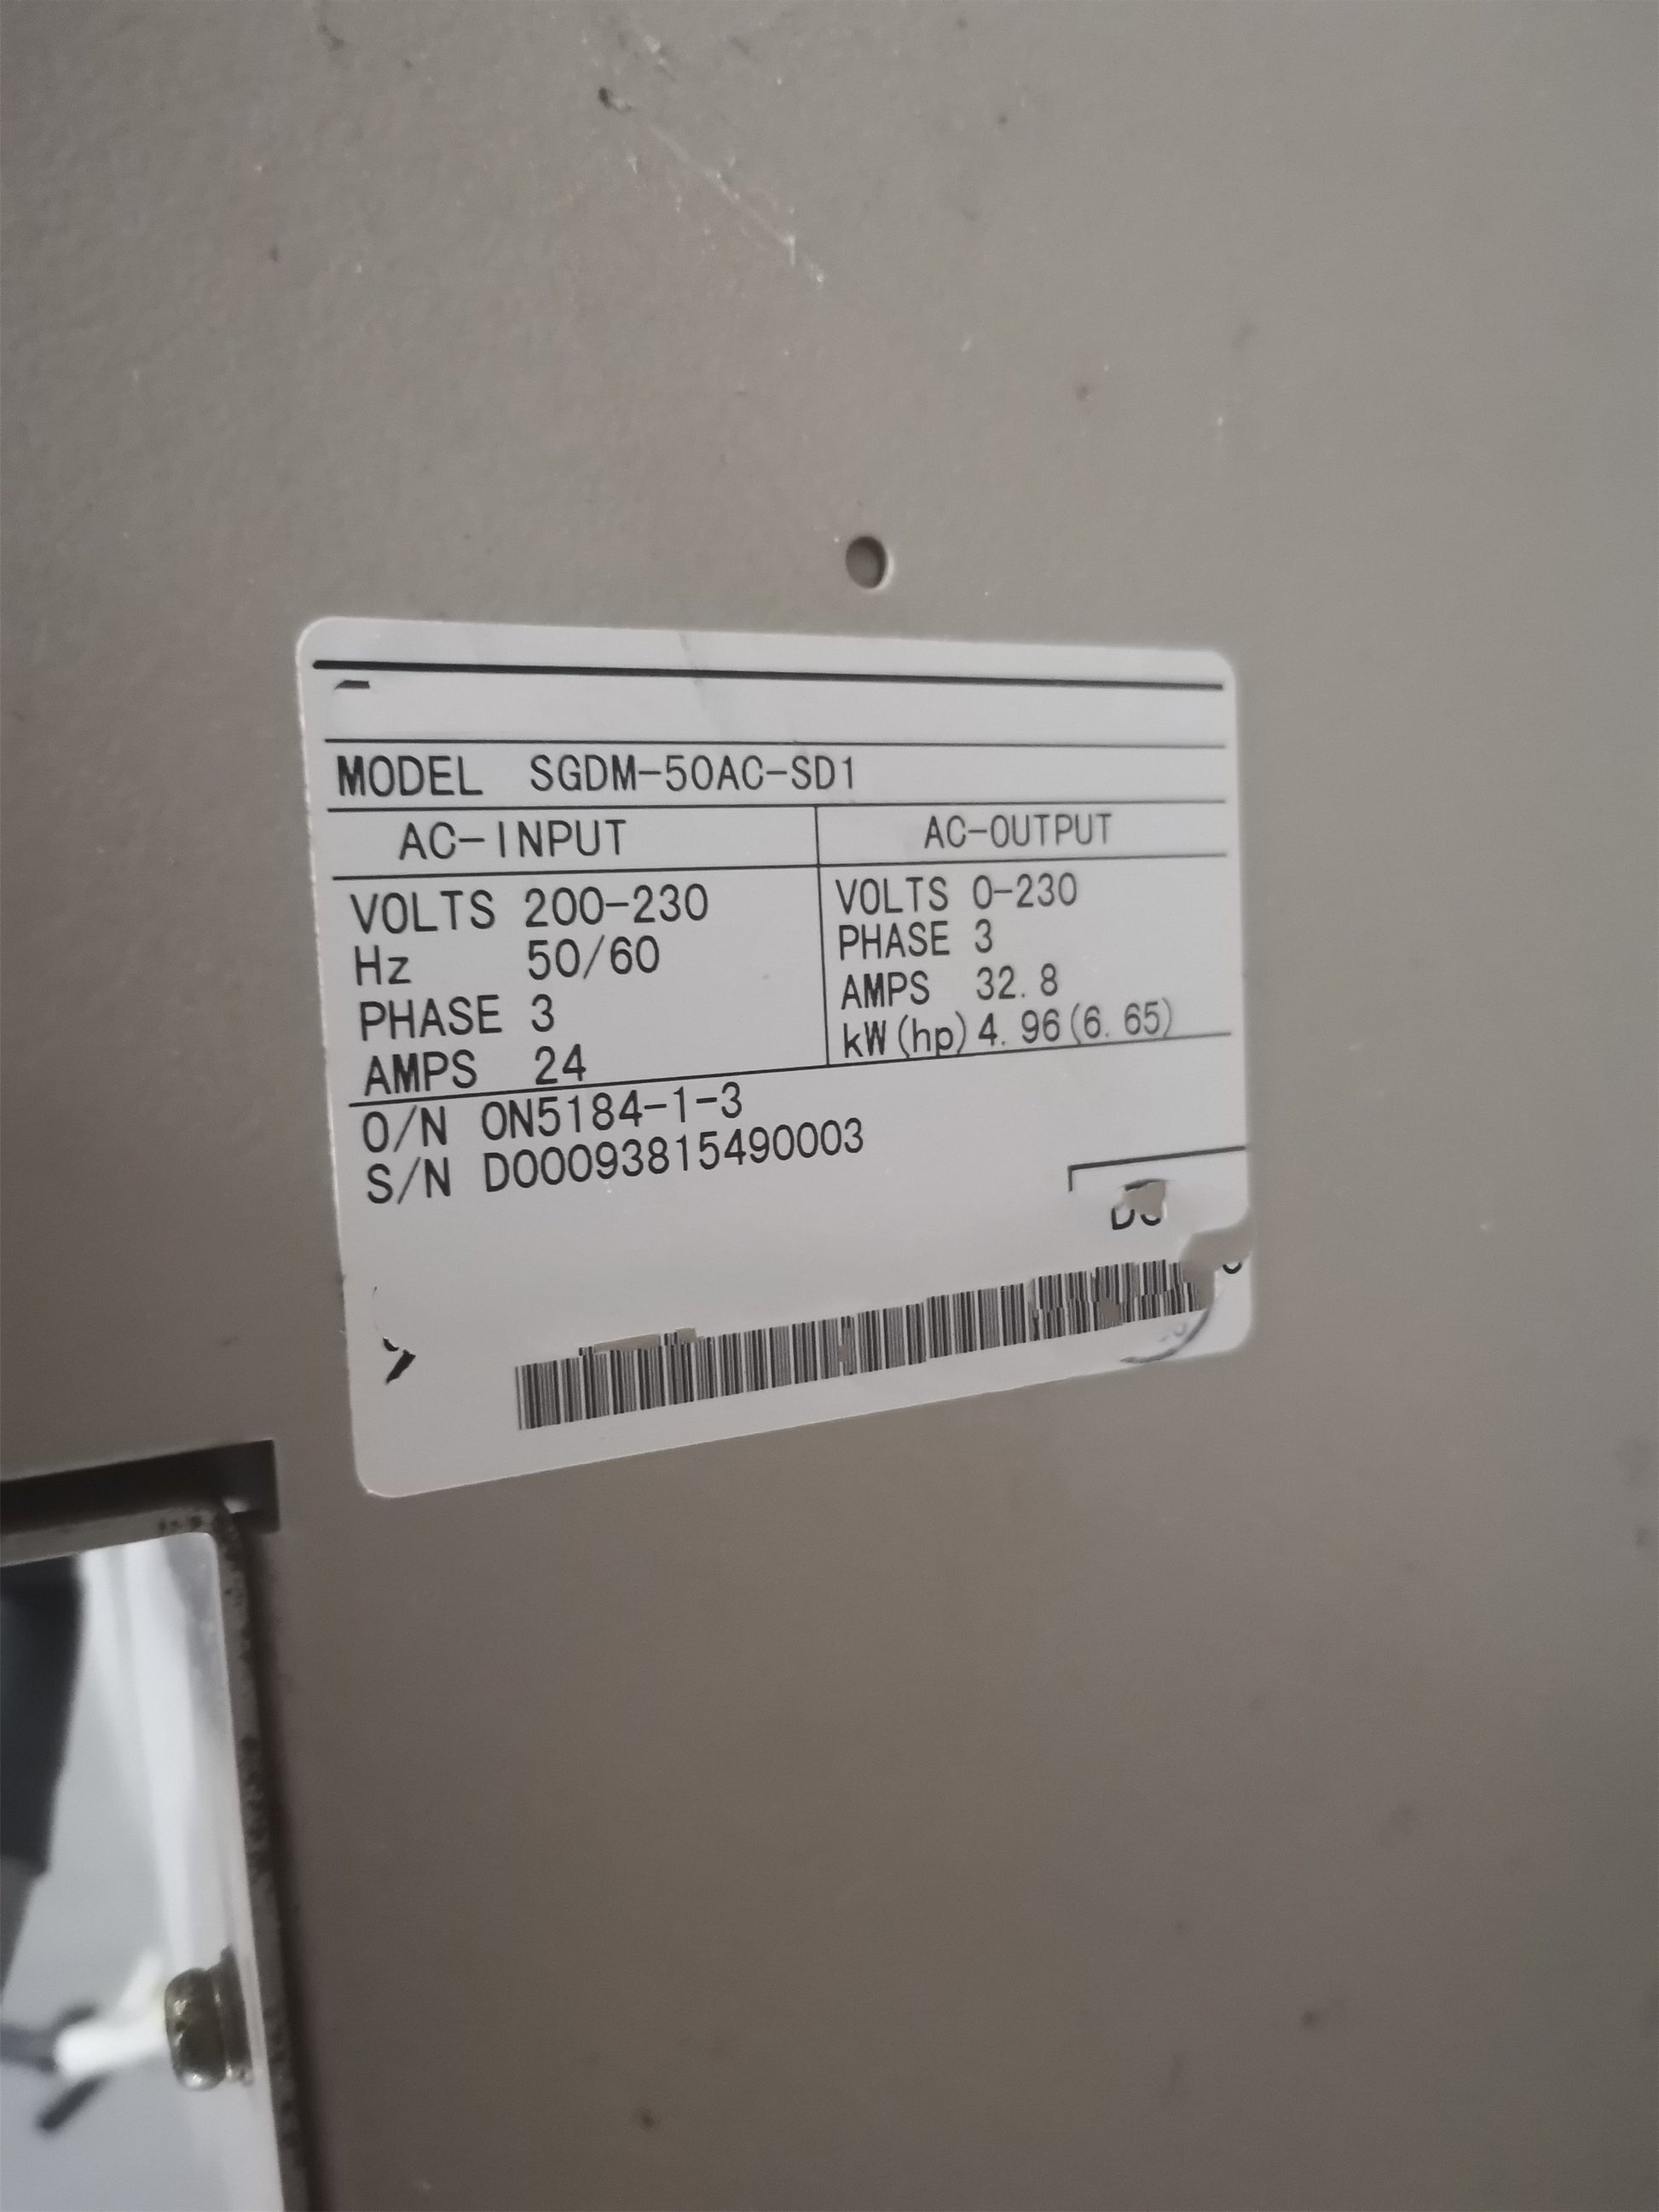 MODEL SGDM-50AC-SD1
AC-INPUT AC-OUTPUT
VOLTS 200-230 VOLTS 0-230
Hz 50/60 PHASE 3
PHASE 3 AMPS 32.8
AMPS 24 kW(hp) 4.96(6.65)
O/N ON5184-1-3
S/N D00093815490003